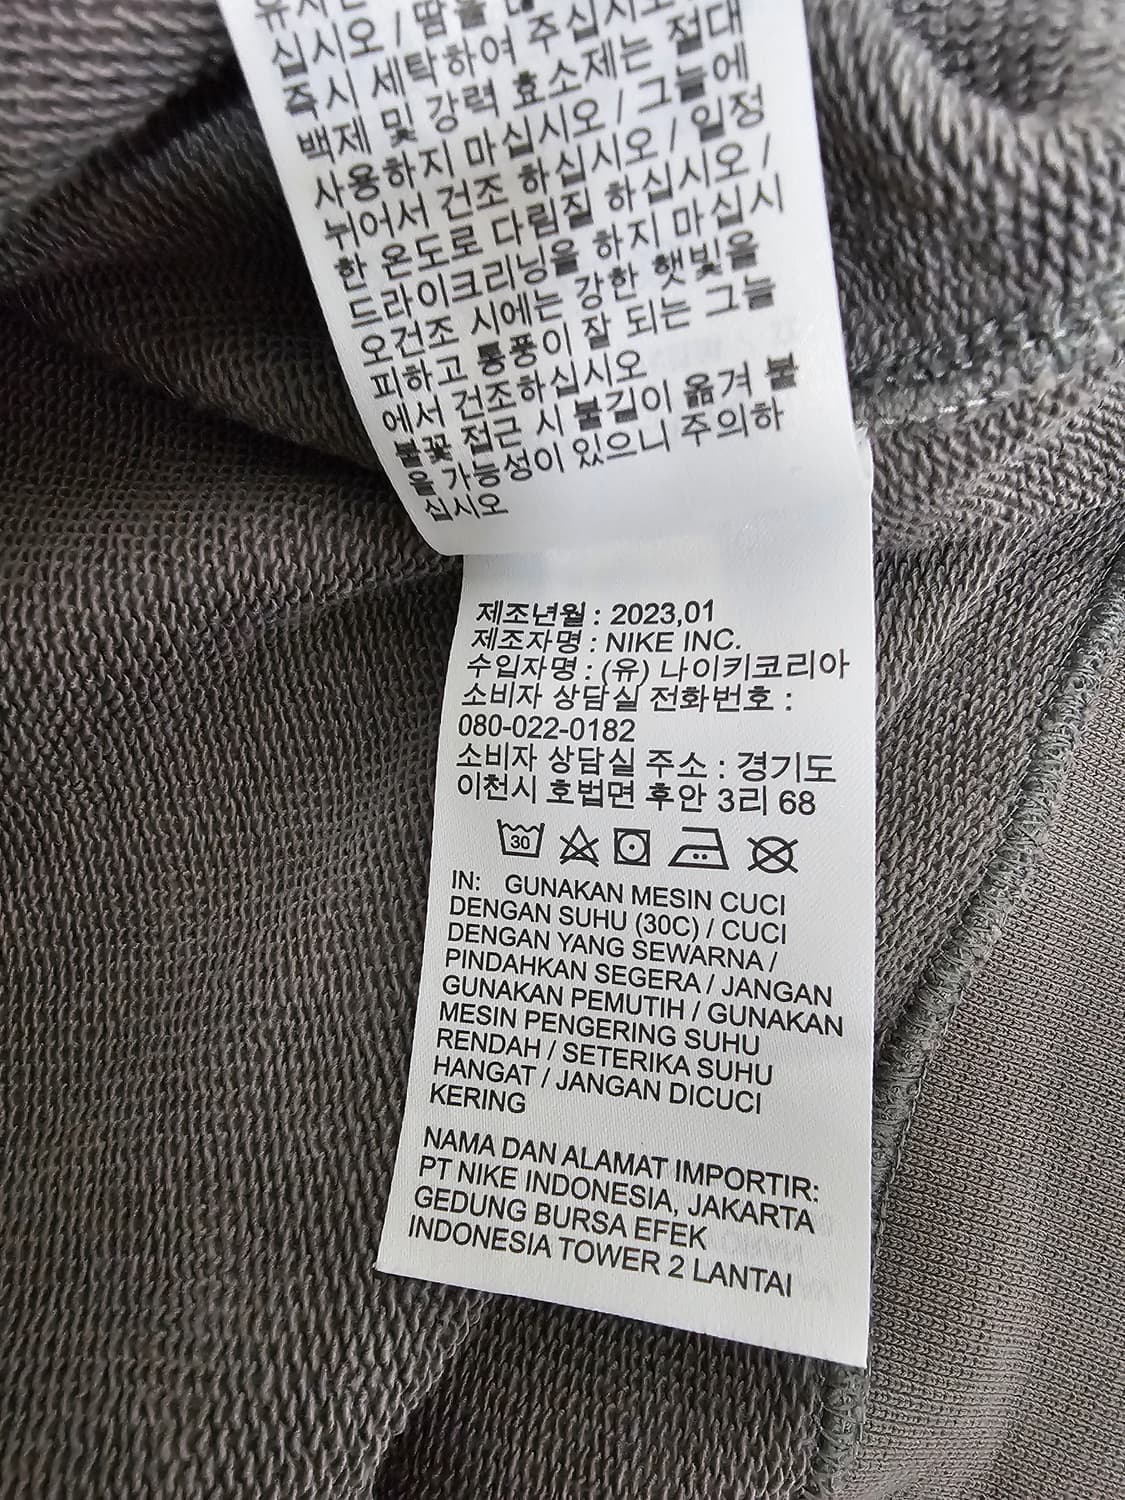 십시오 / 땀을
즉시 세탁하여 주십시오
백제 및 강력 효소제는 절대
사용하지 마십시오 / 그늘에
뉘어서 건조 하십시오 / 일정
한 온도로 다림질 하십시오 /
드라이크리닝을 하지 마십시
오건조 시에는 강한 햇빛을
피하고 통풍이 잘 되는 그늘
에서 건조하십시오
불꽃 접근 시 불길이 옮겨 붙
을 가능성이 있으니 주의하
십시오
제조년월 : 2023,01
제조자명 : NIKE INC.
수입자명 : (유) 나이키코리아
소비자 상담실 전화번호 :
080-022-0182
소비자 상담실 주소 : 경기도
이천시 호법면 후안 3리 68
30
IN: GUNAKAN MESIN CUCI
DENGAN SUHU (30C) / CUCI
DENGAN YANG SEWARNA /
PINDAHKAN SEGERA / JANGAN
GUNAKAN PEMUTIH / GUNAKAN
MESIN PENGERING SUHU
RENDAH / SETERIKA SUHU
HANGAT / JANGAN DICUCI
KERING
NAMA DAN ALAMAT IMPORTIR:
PT NIKE INDONESIA, JAKARTA
GEDUNG BURSA EFEK
INDONESIA TOWER 2 LANTAI